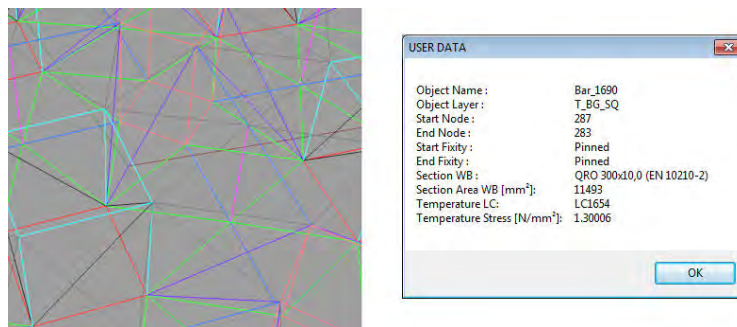 USER DATA
Object Name : Bar_1690
Object Layer : T_BG_SQ
Start Node : 287
End Node : 283
Start Fixity : Pinned
End Fixity : Pinned
Section WB : QRO 300x10,0 (EN 10210-2)
Section Area WB [mm²]: 11493
Temperature LC: LC1654
Temperature Stress [N/mm²]: 1.30006
OK